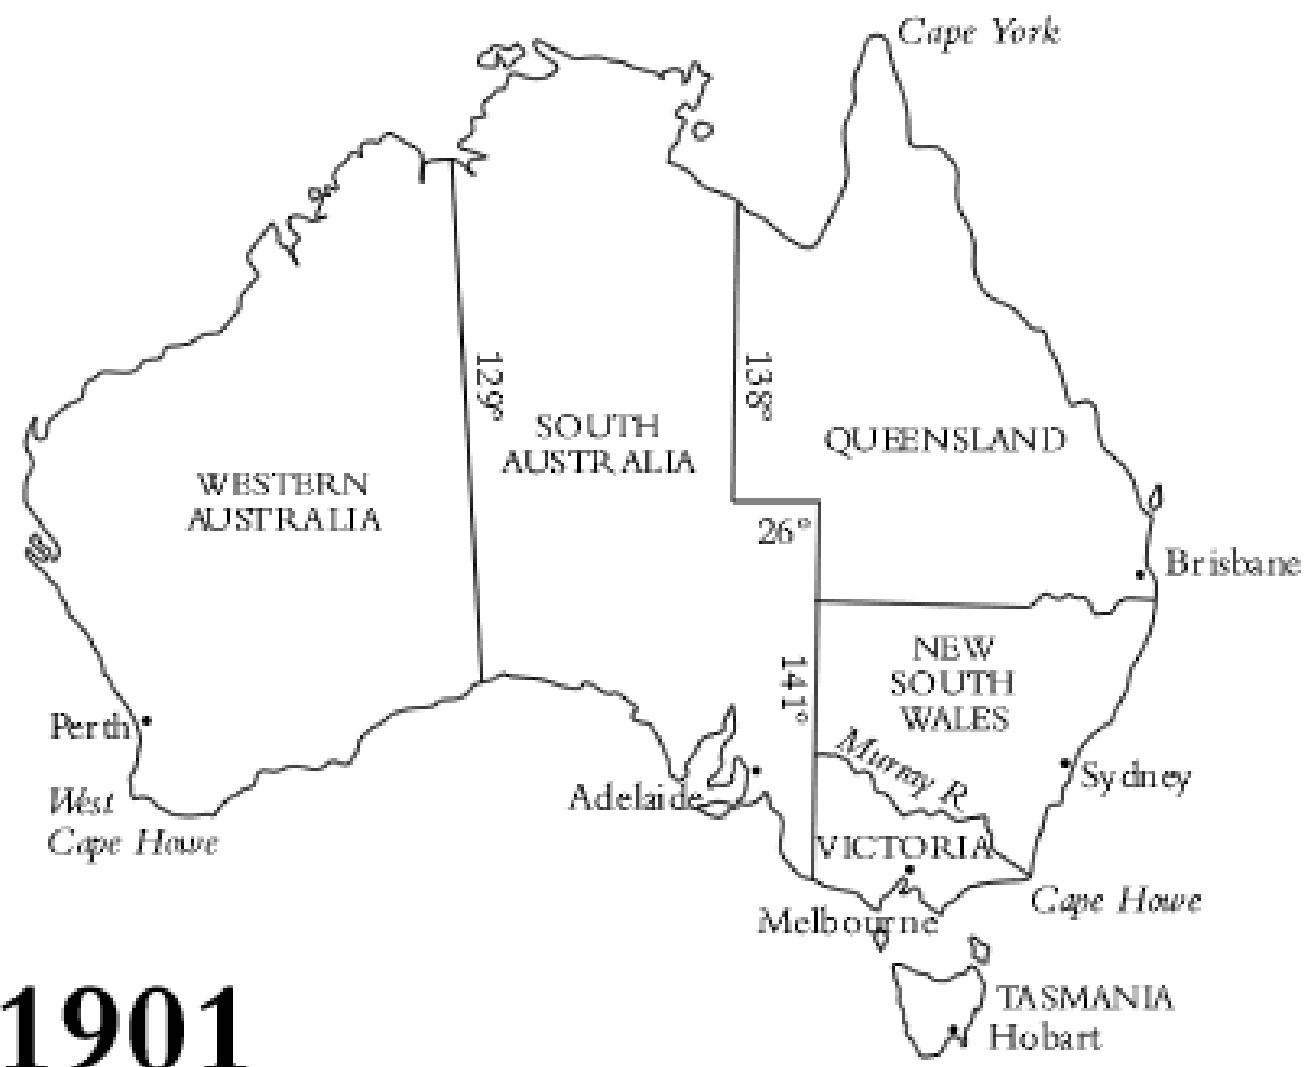 Cape York
129°
138°
SOUTH
AUSTRALIA
QUEENSLAND
WESTERN
AUSTRALIA
26°
Brisbane
NEW
SOUTH
WALES
141°
Perth
Murray R
Sydney
West
Cape Howe
Adelaide
VICTORIA
Cape Howe
Melbourne
TASMANIA
Hobart
1901